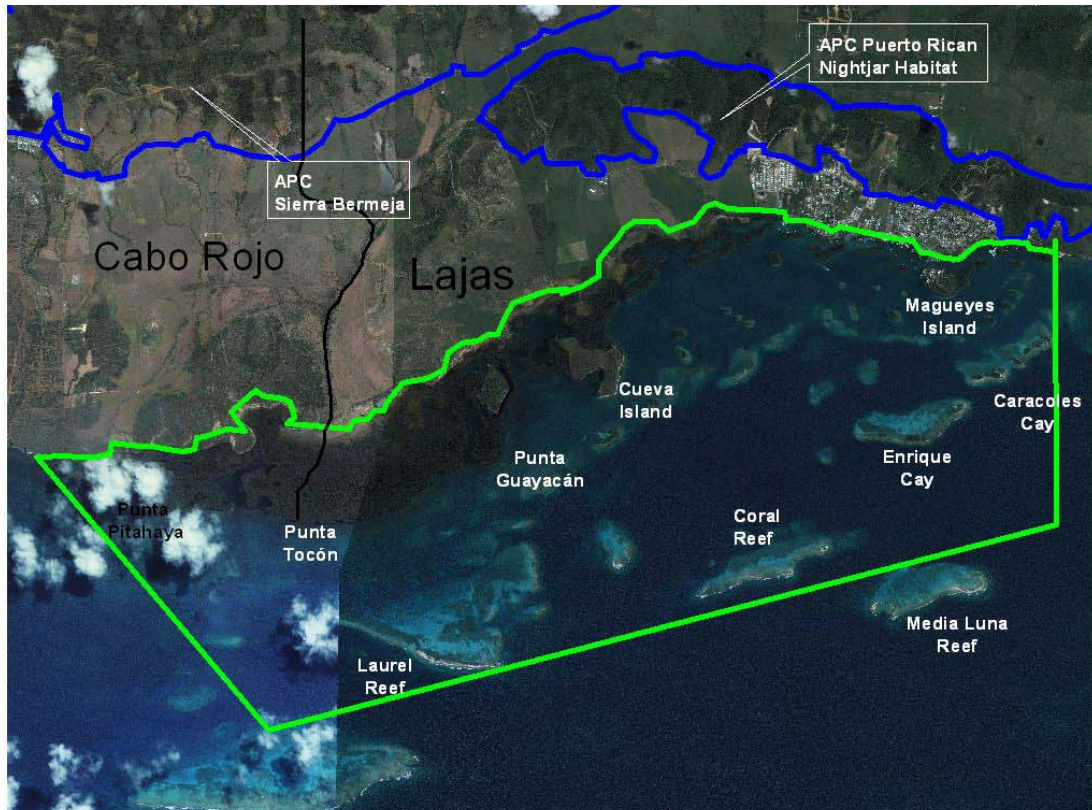 APC Puerto Rican
Nightjar Habitat
APC
Sierra Bermeja
Cabo Rojo
Lajas
Magueyes
Island
Cueva
Island
Caracoles
Cay
Enrique
Cay
Punta
Guayacán
Punta
Pitahaya
Punta
Tocón
Coral
Reef
Media Luna
Reef
Laurel
Reef